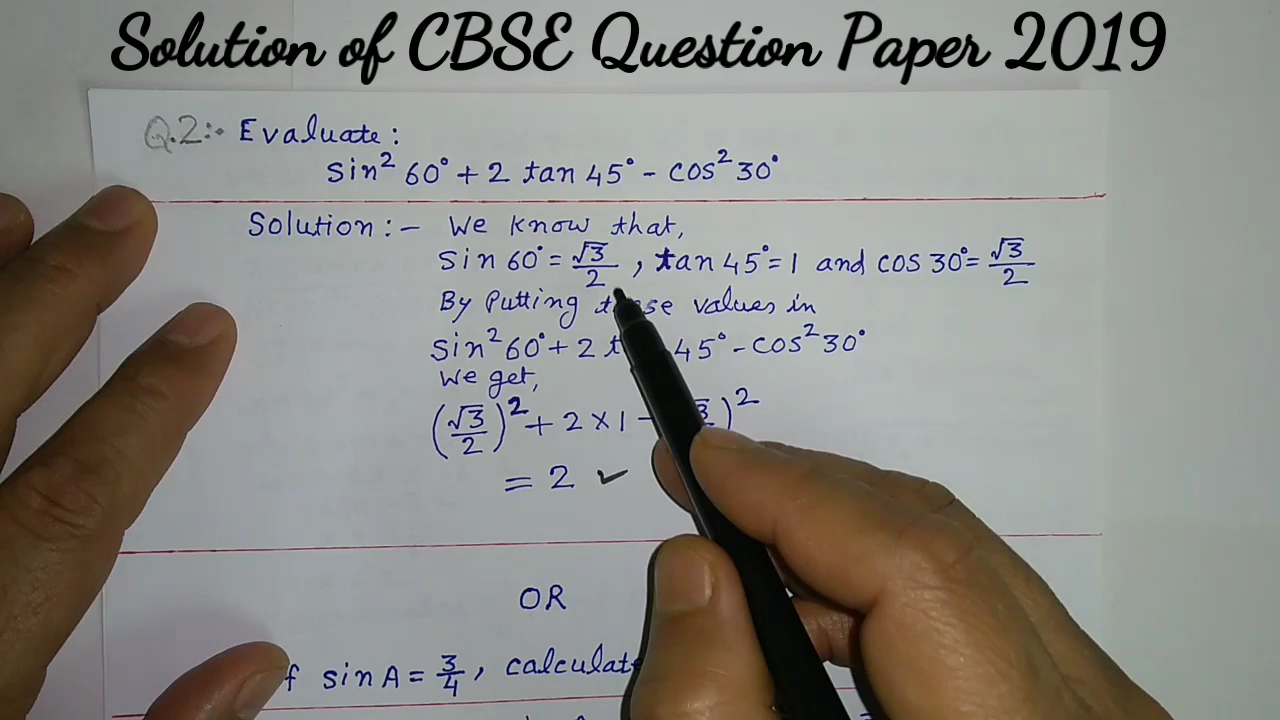 Solution of CBSE Question Paper 2019
Q.2:- Evaluate:
sin² 60° + 2 tan 45° - cos² 30°
Solution:- We know that,
sin 60° = √3/2, tan 45° = 1 and cos 30° = √3/2
By Putting values in
sin² 60° + 2 45° - cos² 30°
We get,
(√3/2)² + 2 × 1 - )²
= 2 ✓
OR
sin A = 3/4, calculate